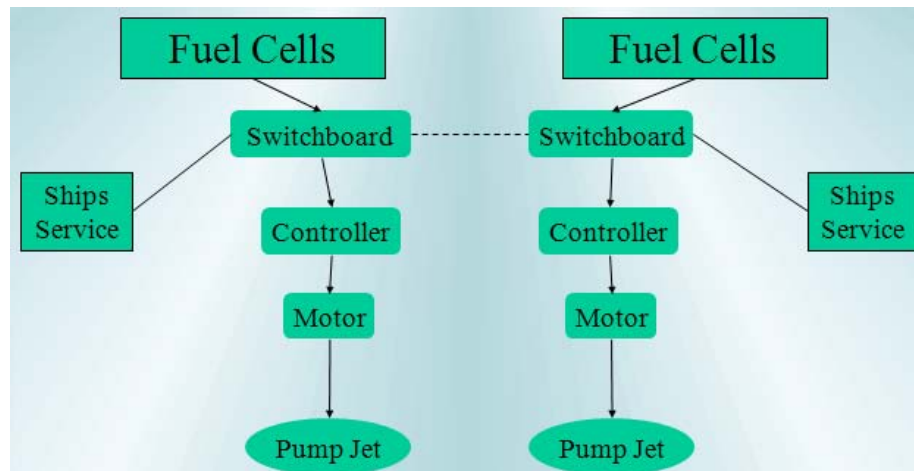 Fuel Cells
Fuel Cells
Switchboard
Switchboard
Ships
Service
Ships
Service
Controller
Controller
Motor
Motor
Pump Jet
Pump Jet